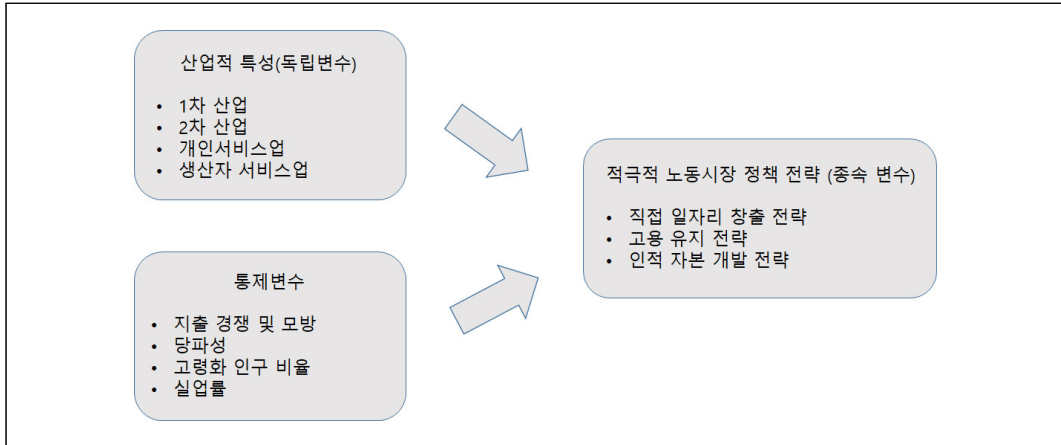 산업적 특성(독립변수)
• 1차 산업
• 2차 산업
• 개인서비스업
• 생산자 서비스업
적극적 노동시장 정책 전략 (종속 변수)
• 직접 일자리 창출 전략
• 고용 유지 전략
• 인적 자본 개발 전략
통제변수
• 지출 경쟁 및 모방
• 당파성
• 고령화 인구 비율
• 실업률